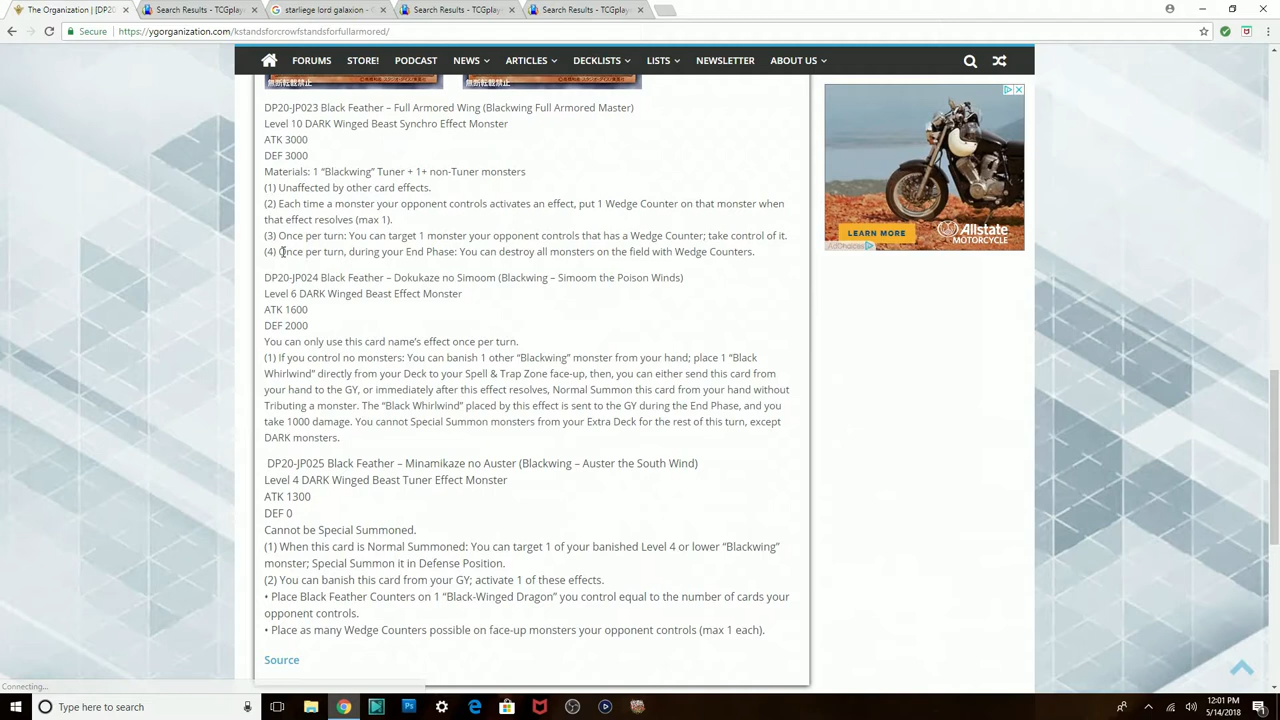 The Organization | [DP20
Search Results - TCGplay
starliege lord galaxion -
Search Results - TCGplay
Search Results - TCGplay
Secure
https://ygorganization.com/kstandsforcrowfstandsforfullarmored/
FORUMS STORE! PODCAST NEWS ARTICLES DECKLISTS LISTS NEWSLETTER ABOUT US
無断転載禁止 無断転載禁止
DP20-JP023 Black Feather – Full Armored Wing (Blackwing Full Armored Master)
Level 10 DARK Winged Beast Synchro Effect Monster
ATK 3000
DEF 3000
Materials: 1 “Blackwing” Tuner + 1+ non-Tuner monsters
(1) Unaffected by other card effects.
(2) Each time a monster your opponent controls activates an effect, put 1 Wedge Counter on that monster when
that effect resolves (max 1).
(3) Once per turn: You can target 1 monster your opponent controls that has a Wedge Counter; take control of it.
(4) Once per turn, during your End Phase: You can destroy all monsters on the field with Wedge Counters.
DP20-JP024 Black Feather – Dokukaze no Simoom (Blackwing – Simoom the Poison Winds)
Level 6 DARK Winged Beast Effect Monster
ATK 1600
DEF 2000
You can only use this card name’s effect once per turn.
(1) If you control no monsters: You can banish 1 other “Blackwing” monster from your hand; place 1 “Black
Whirlwind” directly from your Deck to your Spell & Trap Zone face-up, then, you can either send this card from
your hand to the GY, or immediately after this effect resolves, Normal Summon this card from your hand without
Tributing a monster. The “Black Whirlwind” placed by this effect is sent to the GY during the End Phase, and you
take 1000 damage. You cannot Special Summon monsters from your Extra Deck for the rest of this turn, except
DARK monsters.
DP20-JP025 Black Feather – Minamikaze no Auster (Blackwing – Auster the South Wind)
Level 4 DARK Winged Beast Tuner Effect Monster
ATK 1300
DEF 0
Cannot be Special Summoned.
(1) When this card is Normal Summoned: You can target 1 of your banished Level 4 or lower “Blackwing”
monster; Special Summon it in Defense Position.
(2) You can banish this card from your GY; activate 1 of these effects.
• Place Black Feather Counters on 1 “Black-Winged Dragon” you control equal to the number of cards your
opponent controls.
• Place as many Wedge Counters possible on face-up monsters your opponent controls (max 1 each).
Source
LEARN MORE
Allstate
MOTORCYCLE
AdChoices
Connecting...
Type here to search
12:01 PM
5/14/2018